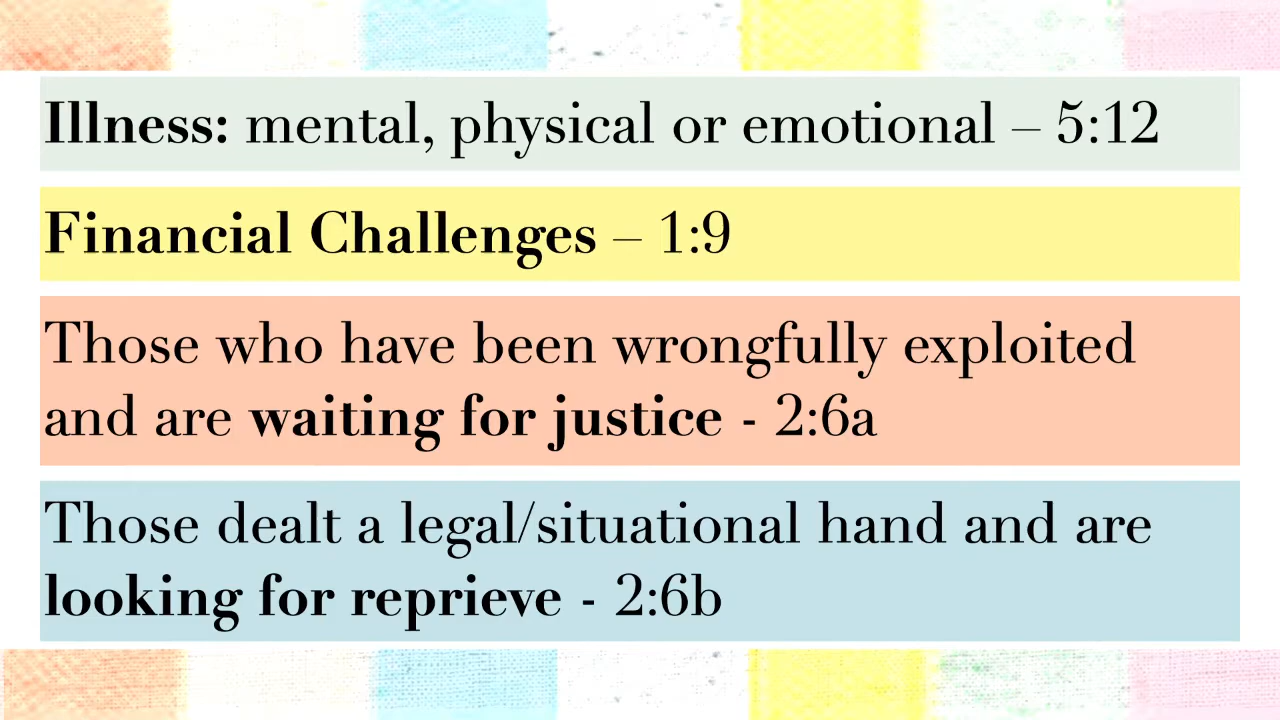 Illness: mental, physical or emotional – 5:12
Financial Challenges – 1:9
Those who have been wrongfully exploited
and are waiting for justice - 2:6a
Those dealt a legal/situational hand and are
looking for reprieve - 2:6b